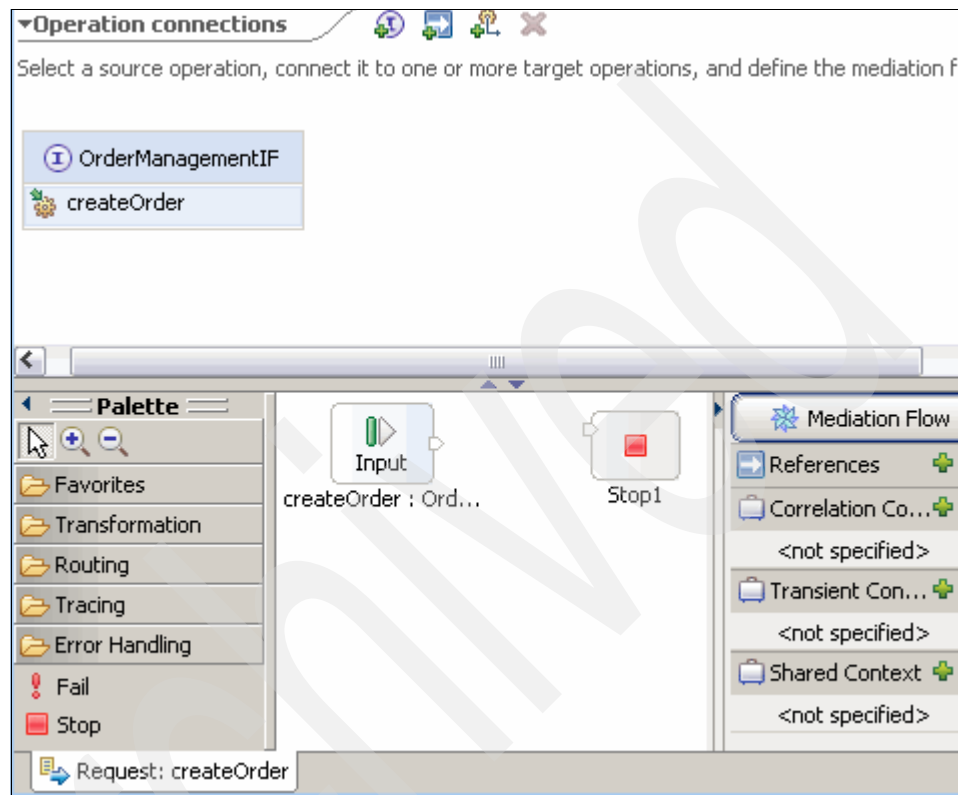 Operation connections
Select a source operation, connect it to one or more target operations, and define the mediation f
OrderManagementIF
createOrder
Palette
Favorites
Transformation
Routing
Tracing
Error Handling
Fail
Stop
Input
createOrder : Ord...
Stop1
Mediation Flow
References
Correlation Co...
<not specified>
Transient Con...
<not specified>
Shared Context
<not specified>
Request: createOrder